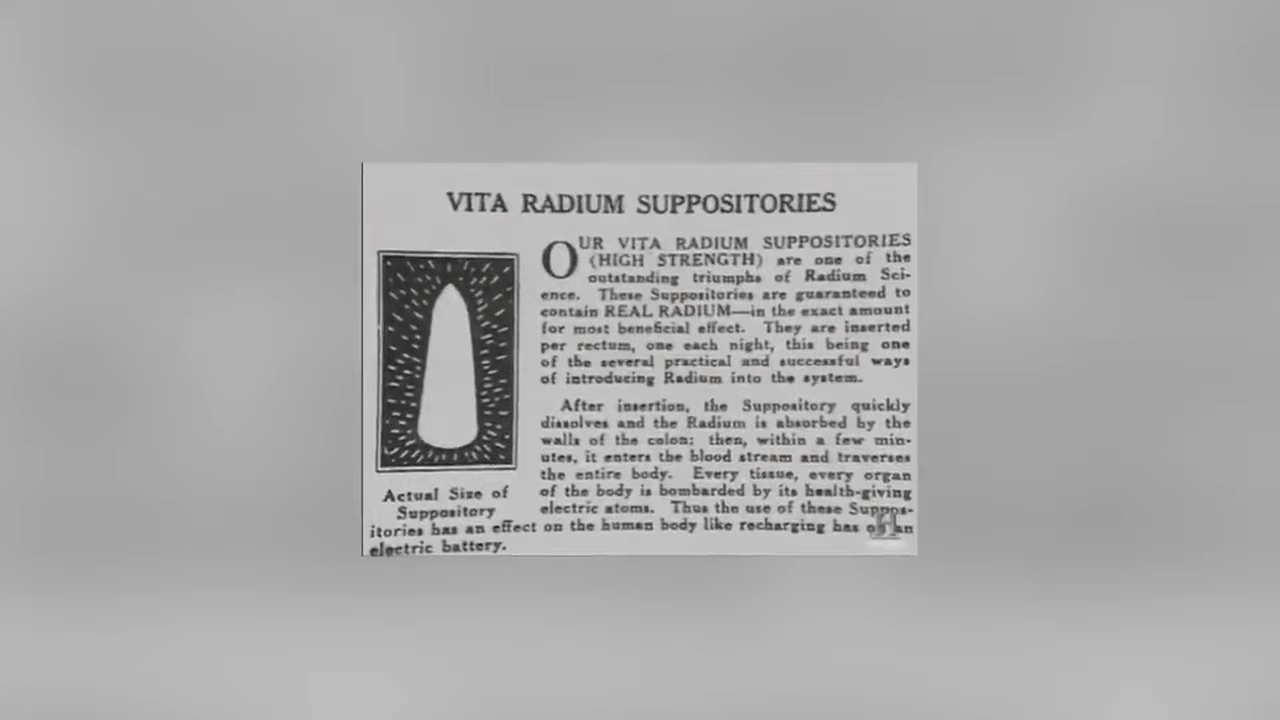 VITA RADIUM SUPPOSITORIES
OUR VITA RADIUM SUPPOSITORIES
(HIGH STRENGTH) are one of the
outstanding triumphs of Radium Sci-
ence. These Suppositories are guaranteed to
contain REAL RADIUM—in the exact amount
for most beneficial effect. They are inserted
per rectum, one each night, this being one
of the several practical and successful ways
of introducing Radium into the system.
After insertion, the Suppository quickly
dissolves and the Radium is absorbed by the
walls of the colon; then, within a few min-
utes, it enters the blood stream and traverses
the entire body. Every tissue, every organ
of the body is bombarded by its health-giving
electric atoms. Thus the use of these Suppos-
Actual Size of
Suppository
itories has an effect on the human body like recharging has on an
electric battery.
H